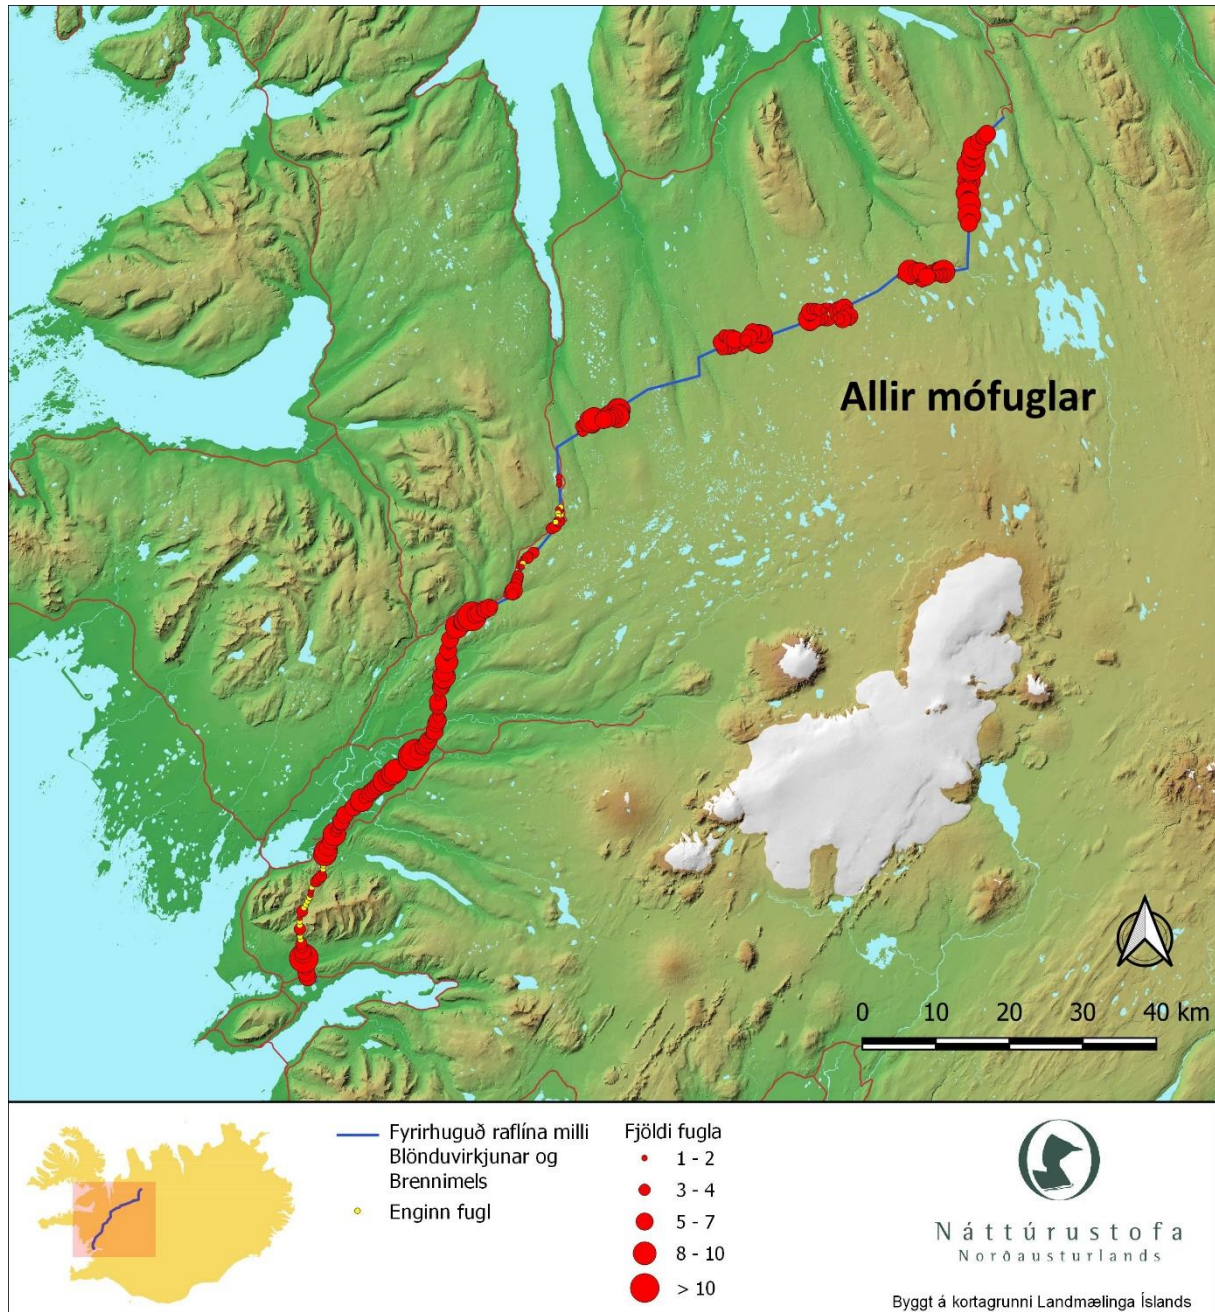 Allir mófuglar
0 10 20 30 40 km
Fyrirhuguð raflína milli
Blönduvirkjunar og
Brennimels
Enginn fugl
Fjöldi fugla
1 - 2
3 - 4
5 - 7
8 - 10
> 10
Náttúrustofa
Norðausturlands
Byggt á kortagrunni Landmælinga Íslands